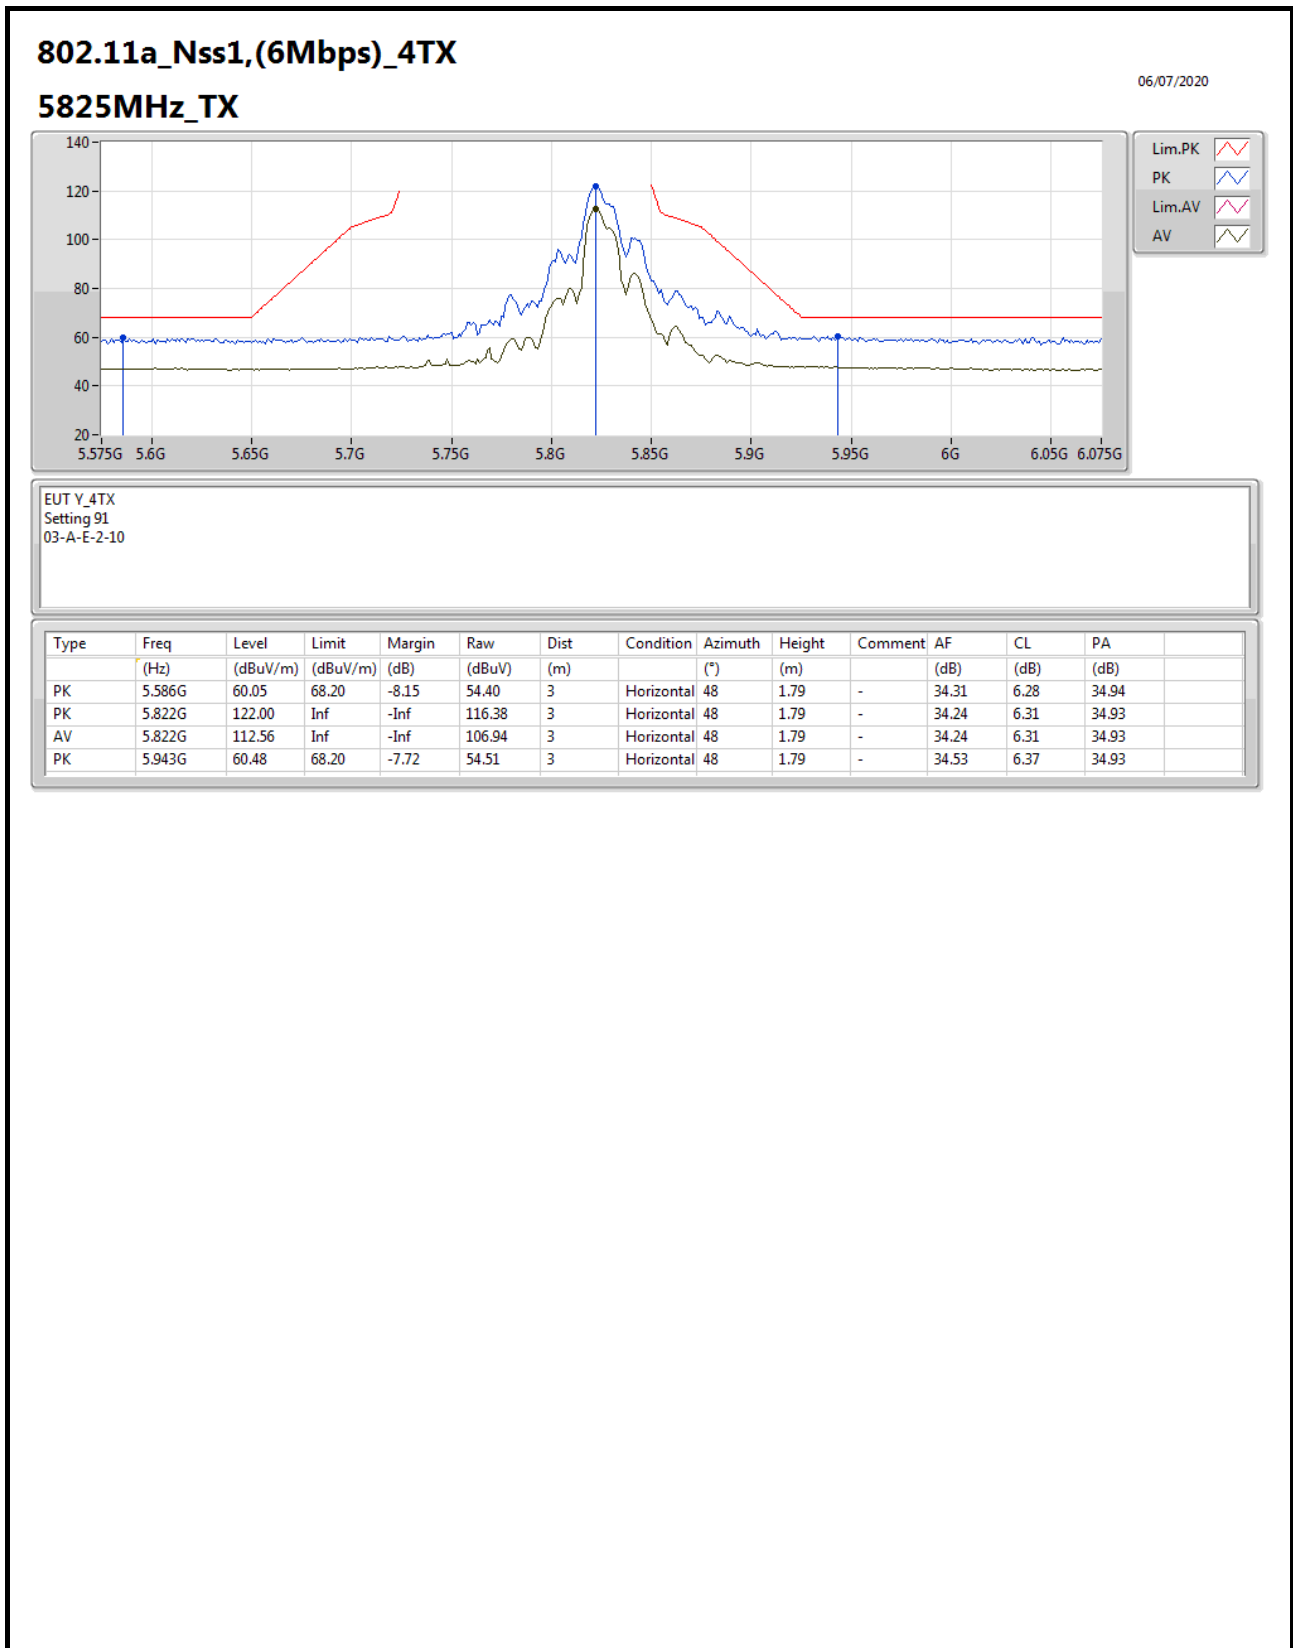 802.11a_Nss1,(6Mbps)_4TX
06/07/2020
5825MHz_TX
140
120
100
80
60
40
20
5.575G 5.6G 5.65G 5.7G 5.75G 5.8G 5.85G 5.9G 5.95G 6G 6.05G 6.075G
Lim.PK
PK
Lim.AV
AV
EUT Y_4TX
Setting 91
03-A-E-2-10
Type Freq Level Limit Margin Raw Dist Condition Azimuth Height Comment AF CL PA
(Hz) (dBuV/m) (dBuV/m) (dB) (dBuV) (m) (°) (m) (dB) (dB) (dB)
PK 5.586G 60.05 68.20 -8.15 54.40 3 Horizontal 48 1.79 - 34.31 6.28 34.94
PK 5.822G 122.00 Inf -Inf 116.38 3 Horizontal 48 1.79 - 34.24 6.31 34.93
AV 5.822G 112.56 Inf -Inf 106.94 3 Horizontal 48 1.79 - 34.24 6.31 34.93
PK 5.943G 60.48 68.20 -7.72 54.51 3 Horizontal 48 1.79 - 34.53 6.37 34.93